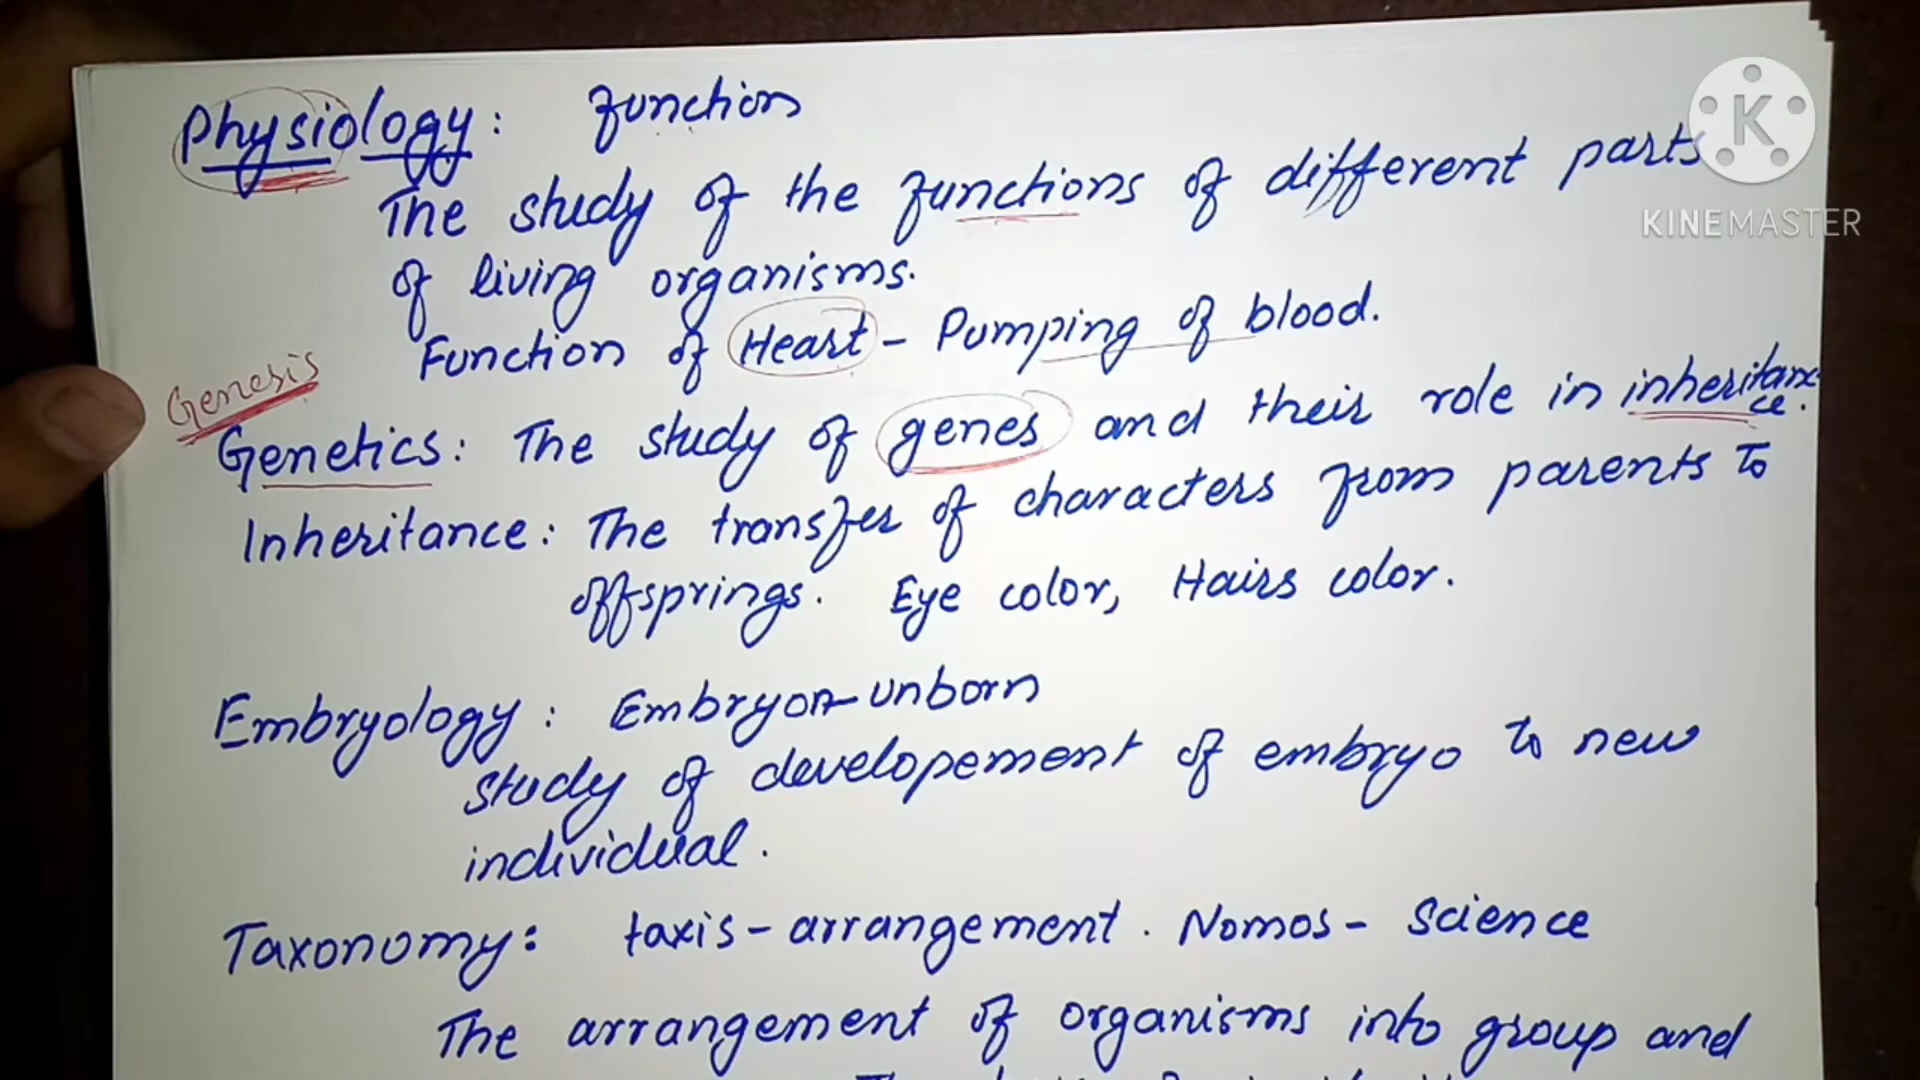 Physiology: function
The study of the functions of different parts
of living organisms.
Function of Heart - Pumping of blood.
Genesis
Genetics: The study of genes and their role in inheritance.
Inheritance: The transfer of characters from parents to
offsprings. Eye color, Hairs color.
Embryology: Embryon-unborn
study of developement of embryo to new
individual.
Taxonomy: taxis-arrangement. Nomos- Science
The arrangement of organisms into group and
K
KINEMASTER